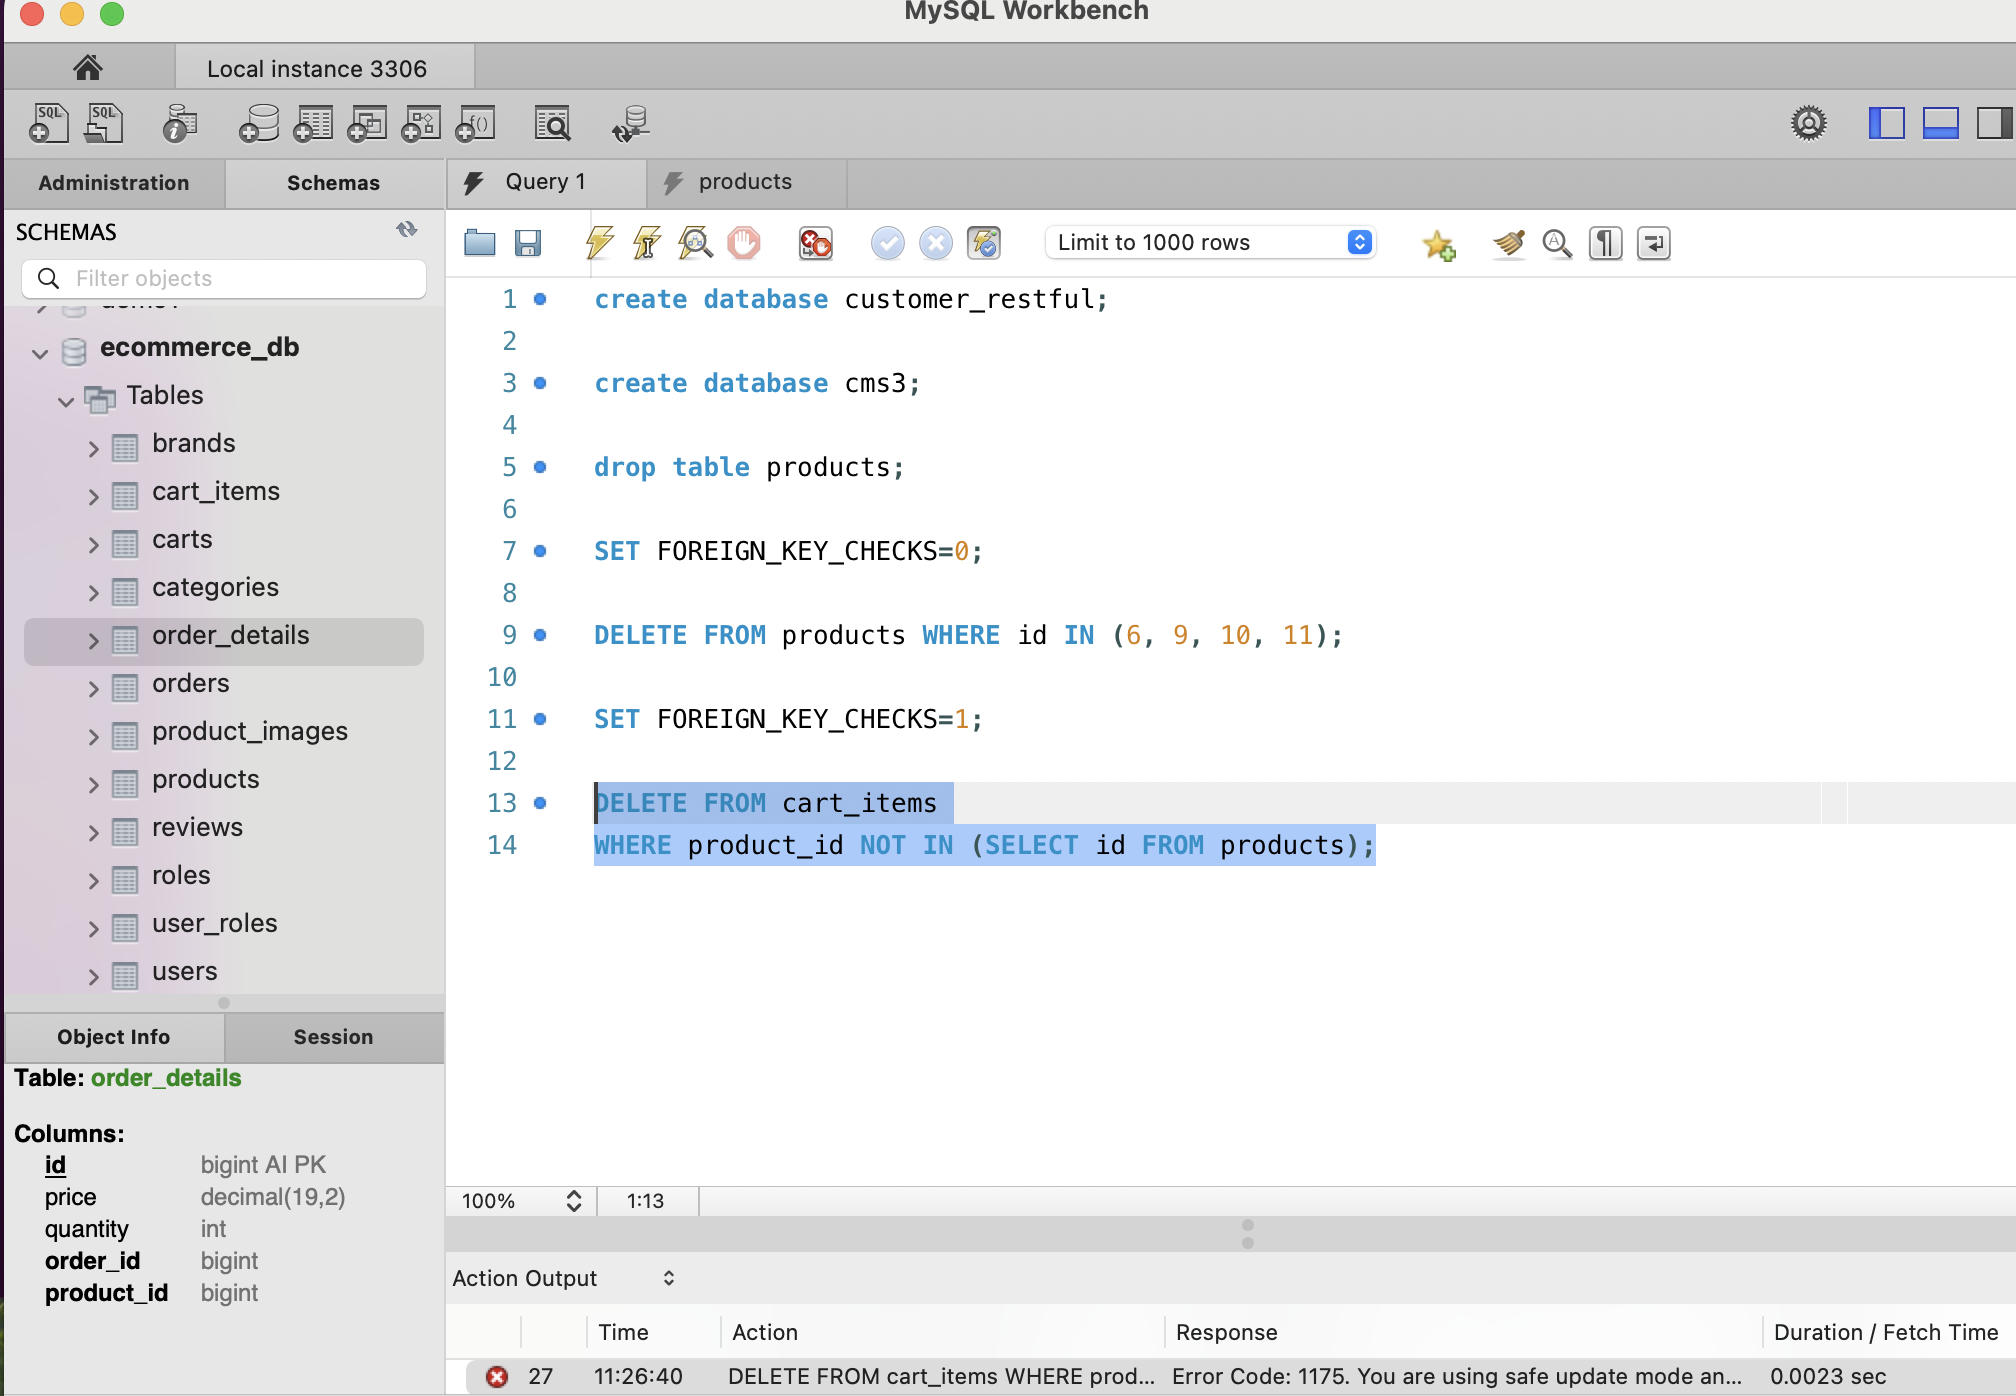 MySQL Workbench
Local instance 3306
Administration
Schemas
Query 1
products
SCHEMAS
Filter objects
Limit to 1000 rows
ecommerce_db
Tables
brands
cart_items
carts
categories
order_details
orders
product_images
products
reviews
roles
user_roles
users
Object Info
Session
Table: order_details
Columns:
id bigint AI PK
price decimal(19,2)
quantity int
order_id bigint
product_id bigint
1 create database customer_restful;
2
3 create database cms3;
4
5 drop table products;
6
7 SET FOREIGN_KEY_CHECKS=0;
8
9 DELETE FROM products WHERE id IN (6, 9, 10, 11);
10
11 SET FOREIGN_KEY_CHECKS=1;
12
13 DELETE FROM cart_items
14 WHERE product_id NOT IN (SELECT id FROM products);
100% 1:13
Action Output
Time Action Response Duration / Fetch Time
27 11:26:40 DELETE FROM cart_items WHERE prod... Error Code: 1175. You are using safe update mode an... 0.0023 sec